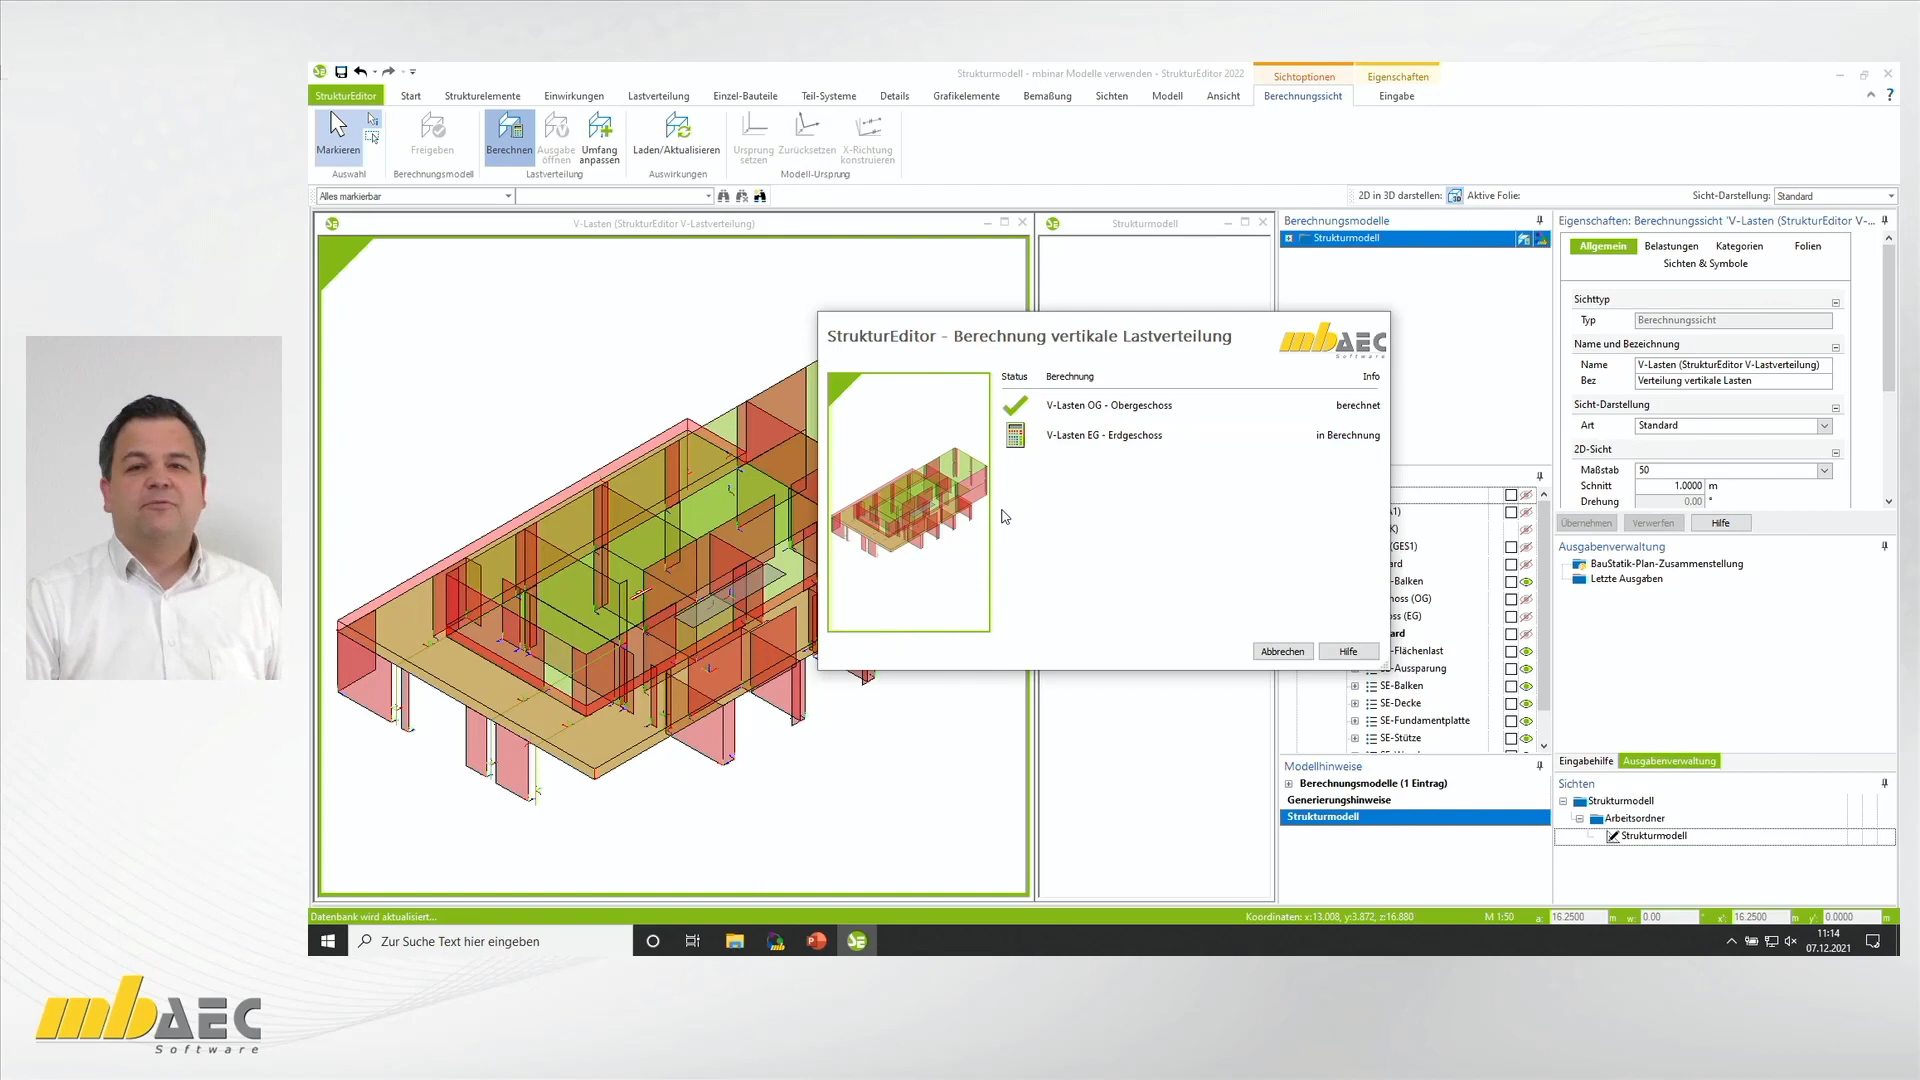 Strukturmodell - mbinar Modelle verwenden - StrukturEditor 2022
Sichtoptionen
Eigenschaften
StrukturEditor
Start
Strukturelemente
Einwirkungen
Lastverteilung
Einzel-Bauteile
Teil-Systeme
Details
Grafikelemente
Bemaßung
Sichten
Modell
Ansicht
Berechnungssicht
Eingabe
Markieren
Freigeben
Berechnen
Ausgabe öffnen
Umfang anpassen
Laden/Aktualisieren
Ursprung setzen
Zurücksetzen
X-Richtung konstruieren
Auswahl
Berechnungsmodell
Lastverteilung
Auswirkungen
Modell-Ursprung
Alles markierbar
2D in 3D darstellen:
Aktive Folie:
Sicht-Darstellung:
Standard
V-Lasten (StrukturEditor V-Lastverteilung)
Strukturmodell
Berechnungsmodelle
Strukturmodell
Eigenschaften: Berechnungssicht 'V-Lasten (StrukturEditor V-...
Allgemein
Belastungen
Kategorien
Folien
Sichten & Symbole
Sichttyp
Typ
Berechnungssicht
Name und Bezeichnung
Name
V-Lasten (StrukturEditor V-Lastverteilung)
Bez
Verteilung vertikale Lasten
Sicht-Darstellung
Art
Standard
2D-Sicht
Maßstab
50
Schnitt
1.0000 m
Drehung
0.00 °
Übernehmen
Verwerfen
Hilfe
StrukturEditor - Berechnung vertikale Lastverteilung
mbAEC
Software
Status
Berechnung
Info
V-Lasten OG - Obergeschoss
berechnet
V-Lasten EG - Erdgeschoss
in Berechnung
Abbrechen
Hilfe
(GES1)
-Balken
oss (OG)
ss (EG)
-Flächenlast
-Aussparung
SE-Balken
SE-Decke
SE-Fundamentplatte
SE-Stütze
Ausgabenverwaltung
BauStatik-Plan-Zusammenstellung
Letzte Ausgaben
Modellhinweise
Berechnungsmodelle (1 Eintrag)
Generierungshinweise
Strukturmodell
Eingabehilfe
Ausgabenverwaltung
Sichten
Strukturmodell
Arbeitsordner
Strukturmodell
Datenbank wird aktualisiert...
Koordinaten: x:13.008, y:3.872, z:16.880
M 1:50
a: 16.2500 m
w: 0.00 °
x': 16.2500 m
y': 0.0000 m
Zur Suche Text hier eingeben
11:14
07.12.2021
mbAEC
Software